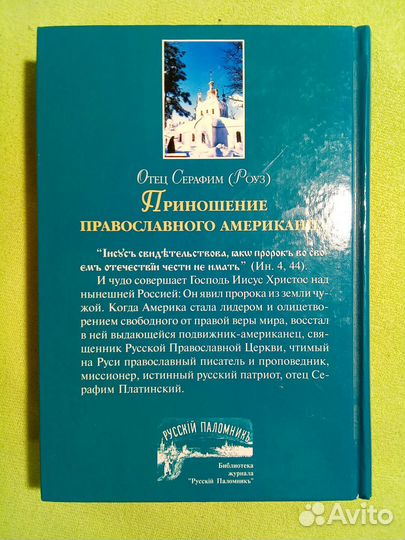 Отец Серафим (Роуз)
Приношение
православного американца
“Іисусъ свидѣтельствова, ꙗкѡ пророкъ во сво-
емъ отечествіи чести не имать” (Ин. 4, 44).
И чудо совершает Господь Иисус Христос над
нынешней Россией: Он явил пророка из земли чу-
жой. Когда Америка стала лидером и олицетво-
рением свободного от правой веры мира, восстал
в ней выдающейся подвижник-американец, свя-
щенник Русской Православной Церкви, чтимый
на Руси православный писатель и проповедник,
миссионер, истинный русский патриот, отец Се-
рафим Платинский.
РУССКІЙ ПАЛОМНИКЪ
Библиотека
журнала
"Русскій Паломникъ"
Avito